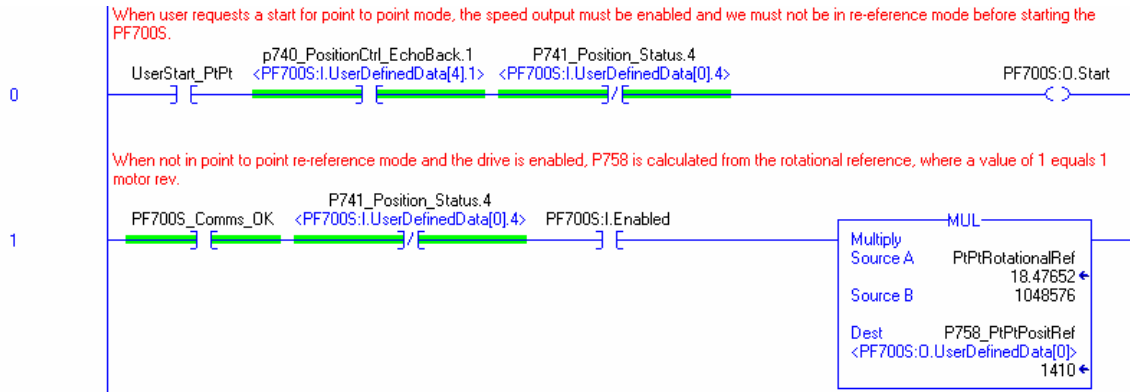 When user requests a start for point to point mode, the speed output must be enabled and we must not be in re-eference mode before starting the
PF700S.
p740_PositionCtrl_EchoBack.1 P741_Position_Status.4
UserStart_PtPt <PF700S:I.UserDefinedData[4].1> <PF700S:I.UserDefinedData[0].4> PF700S:O.Start
0
When not in point to point re-reference mode and the drive is enabled, P758 is calculated from the rotational reference, where a value of 1 equals 1
motor rev.
P741_Position_Status.4
PF700S_Comms_OK <PF700S:I.UserDefinedData[0].4> PF700S:I.Enabled
MUL
1
Multiply
Source A PtPtRotationalRef
18.47652
Source B 1048576
Dest P758_PtPtPositRef
<PF700S:O.UserDefinedData[0]>
1410